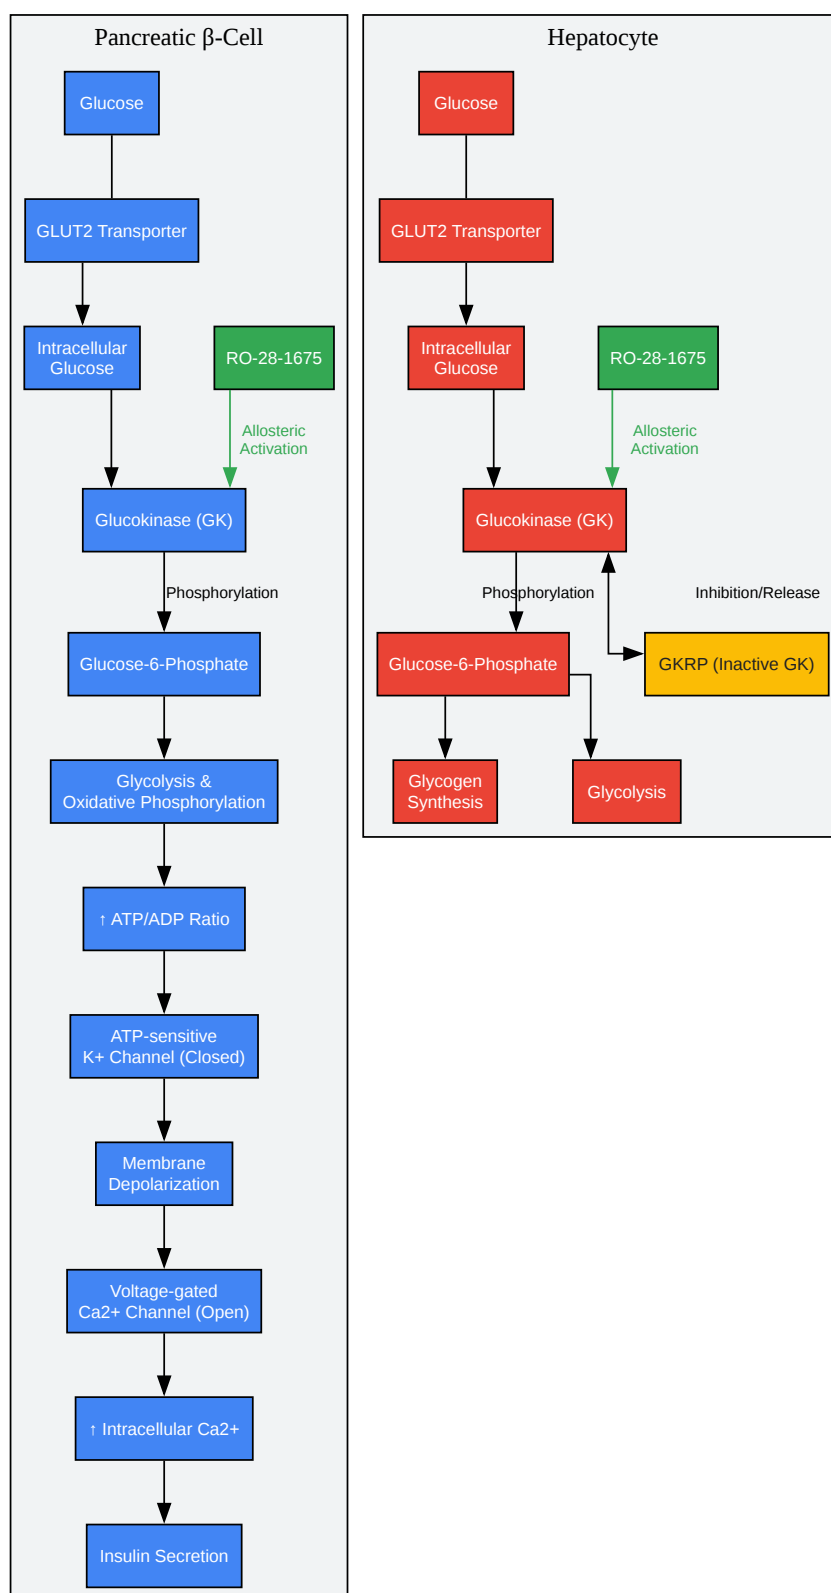 Pancreatic β-Cell
Glucose
GLUT2 Transporter
Intracellular
Glucose
RO-28-1675
Allosteric
Activation
Glucokinase (GK)
Phosphorylation
Glucose-6-Phosphate
Glycolysis &
Oxidative Phosphorylation
↑ ATP/ADP Ratio
ATP-sensitive
K+ Channel (Closed)
Membrane
Depolarization
Voltage-gated
Ca2+ Channel (Open)
↑ Intracellular Ca2+
Insulin Secretion
Hepatocyte
Glucose
GLUT2 Transporter
Intracellular
Glucose
RO-28-1675
Allosteric
Activation
Glucokinase (GK)
Phosphorylation
Inhibition/Release
Glucose-6-Phosphate
GKRP (Inactive GK)
Glycogen
Synthesis
Glycolysis